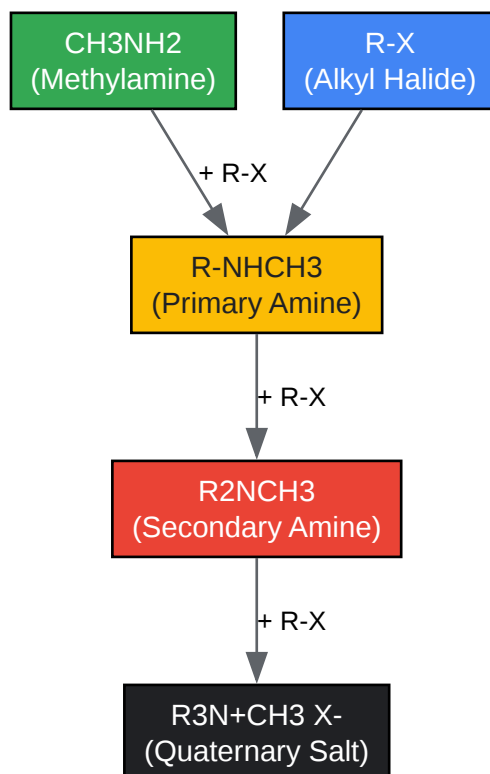 CH3NH2
(Methylamine)
R-X
(Alkyl Halide)
+ R-X
R-NHCH3
(Primary Amine)
+ R-X
R2NCH3
(Secondary Amine)
+ R-X
R3N+CH3 X-
(Quaternary Salt)